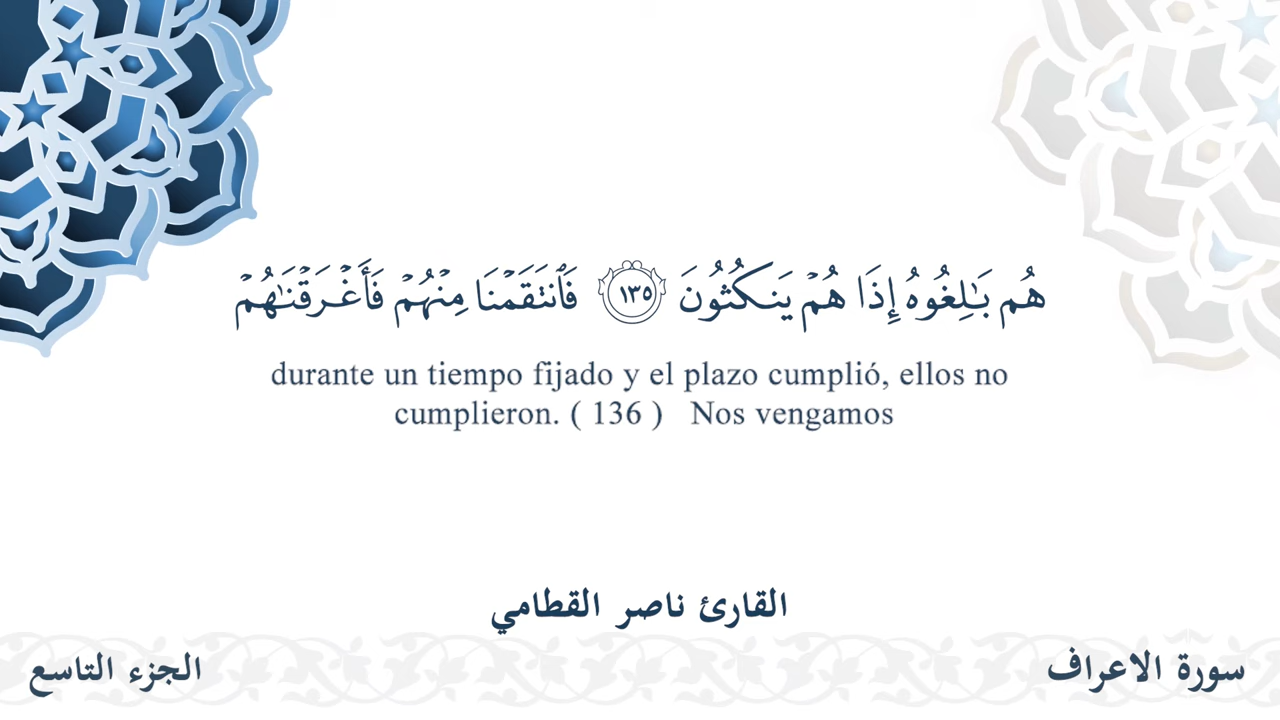 هُم بَٰلِغُوهُ إِذَا هُمْ يَنكُثُونَ ١٣٥ فَٱنتَقَمْنَا مِنْهُمْ فَأَغْرَقْنَٰهُمْ
durante un tiempo fijado y el plazo cumplió, ellos no
cumplieron. ( 136 ) Nos vengamos
القارئ ناصر القطامي
سورة الاعراف
الجزء التاسع